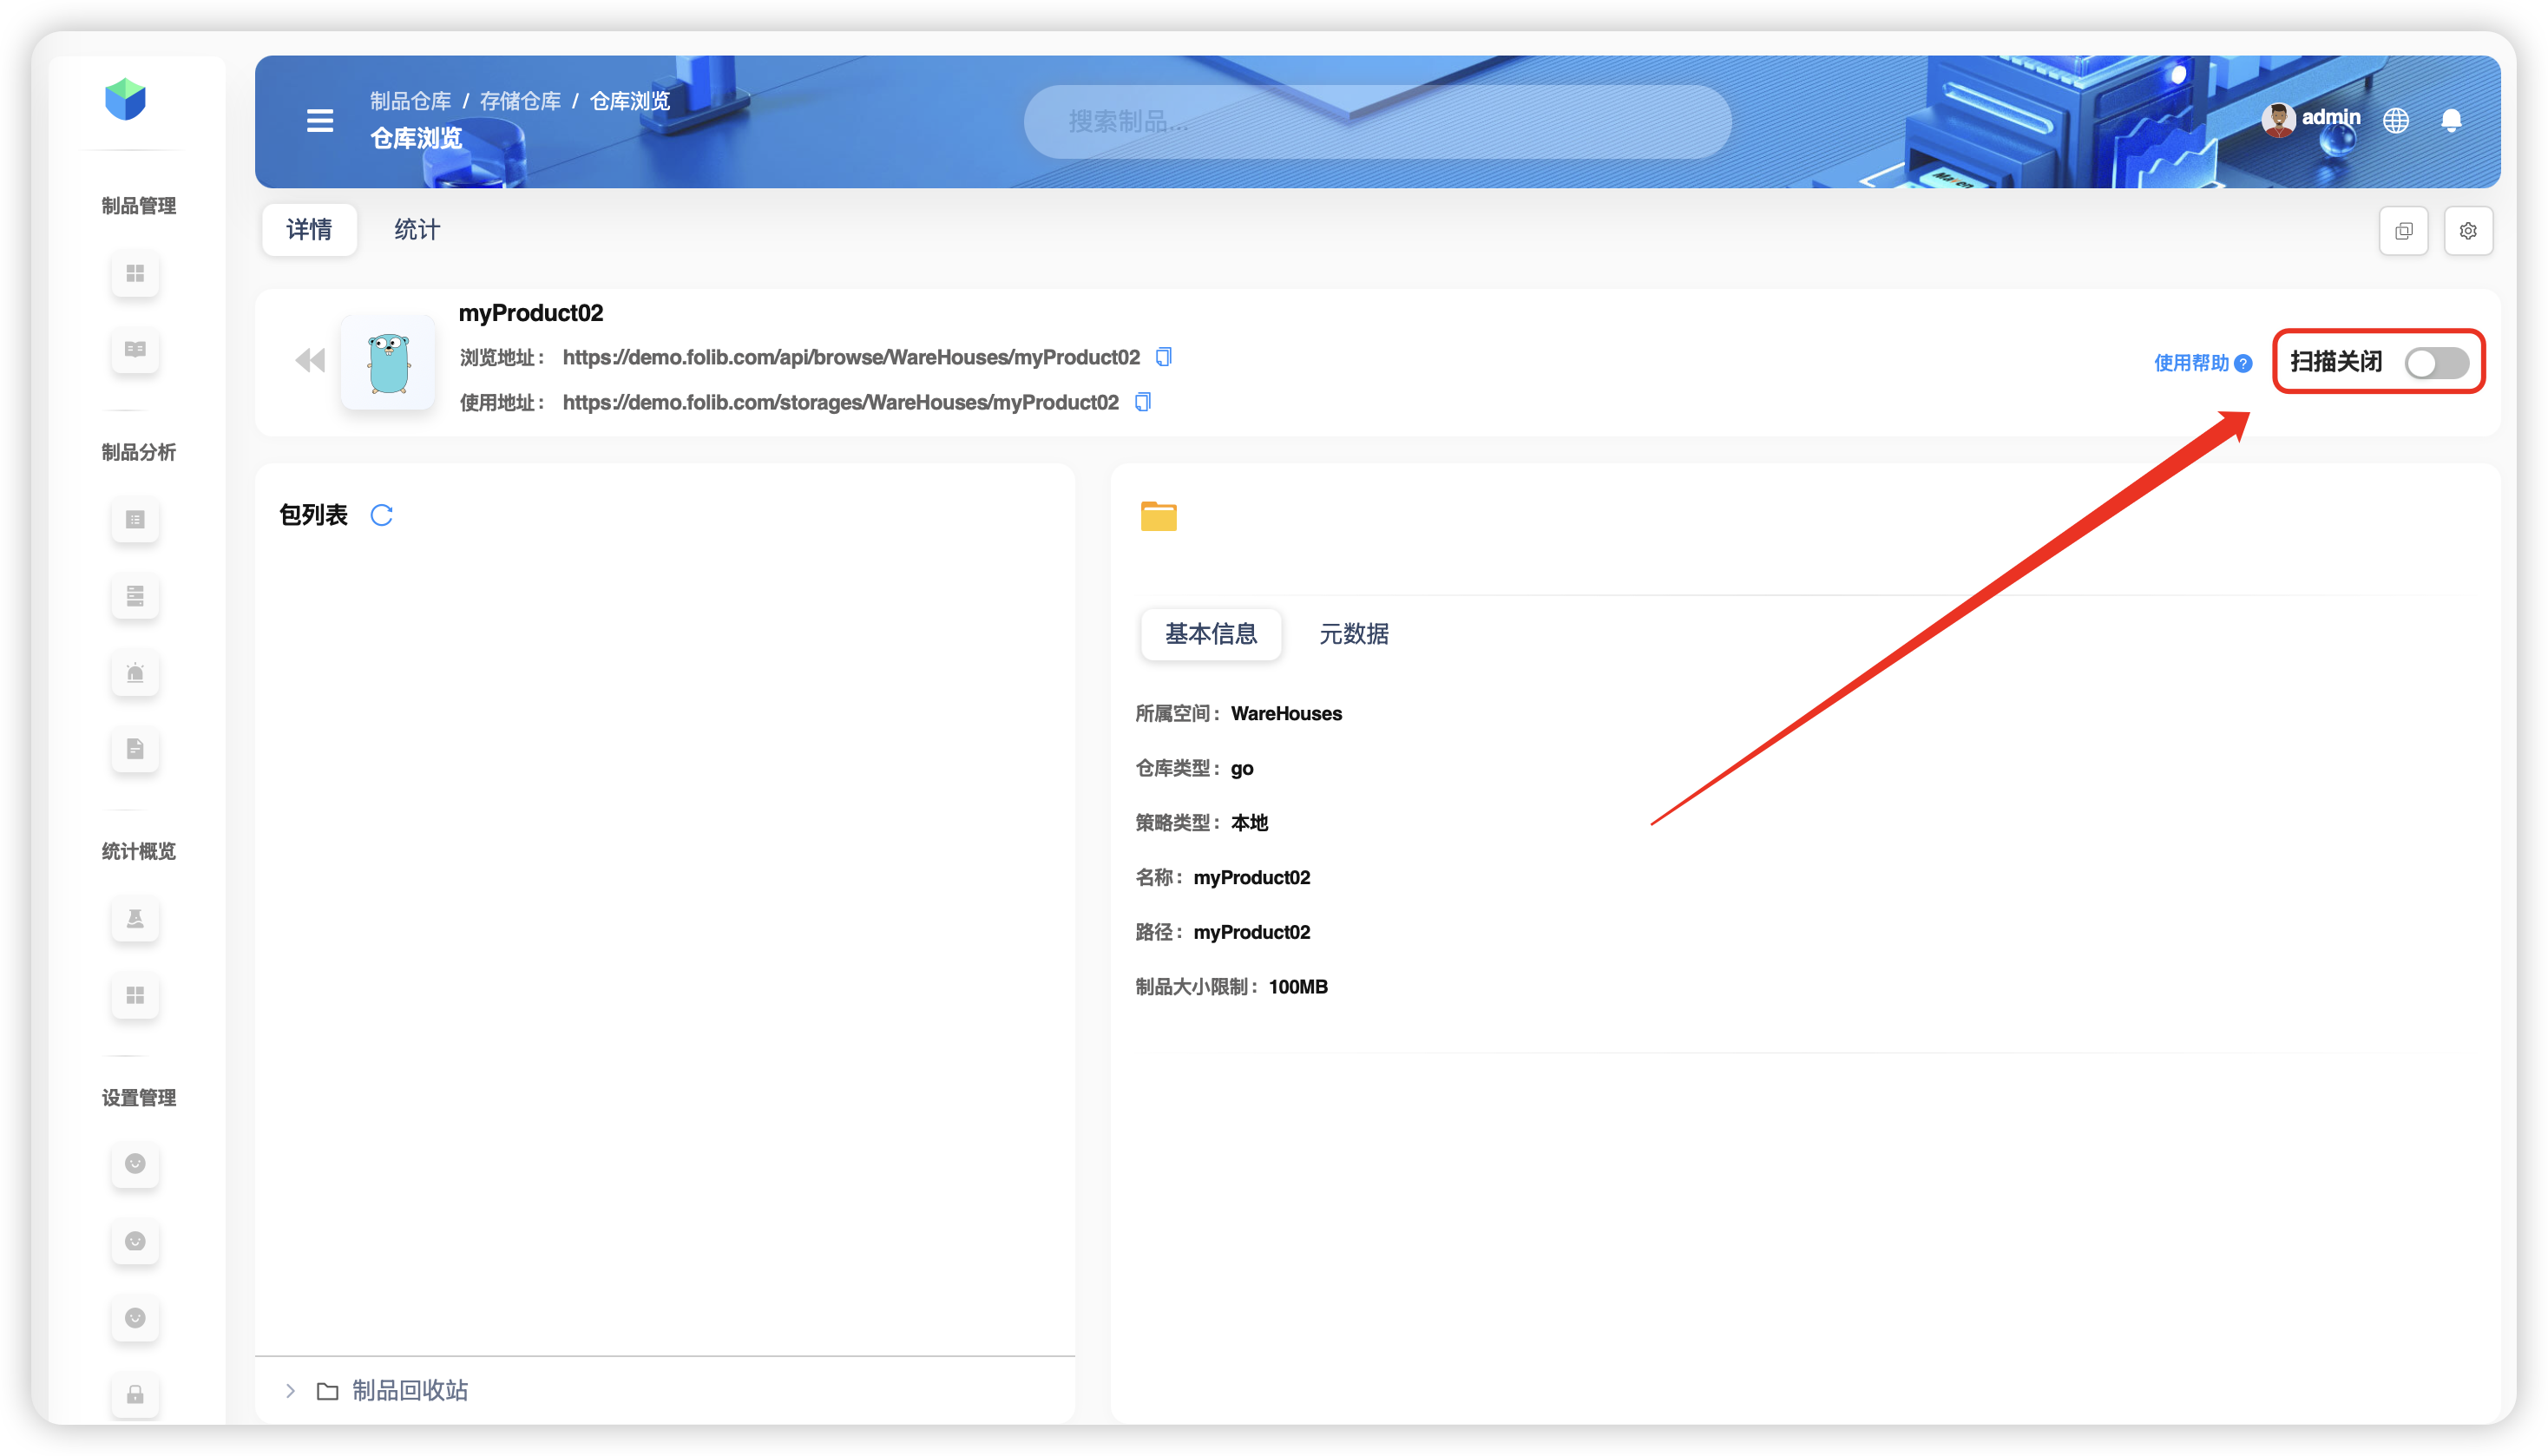 制品管理
制品分析
统计概览
设置管理
制品仓库 / 存储仓库 / 仓库浏览
仓库浏览
搜索制品...
Maven
admin
详情
统计
myProduct02
浏览地址： https://demo.folib.com/api/browse/WareHouses/myProduct02
使用地址： https://demo.folib.com/storages/WareHouses/myProduct02
使用帮助
扫描关闭
包列表
制品回收站
基本信息
元数据
所属空间： WareHouses
仓库类型： go
策略类型： 本地
名称： myProduct02
路径： myProduct02
制品大小限制： 100MB